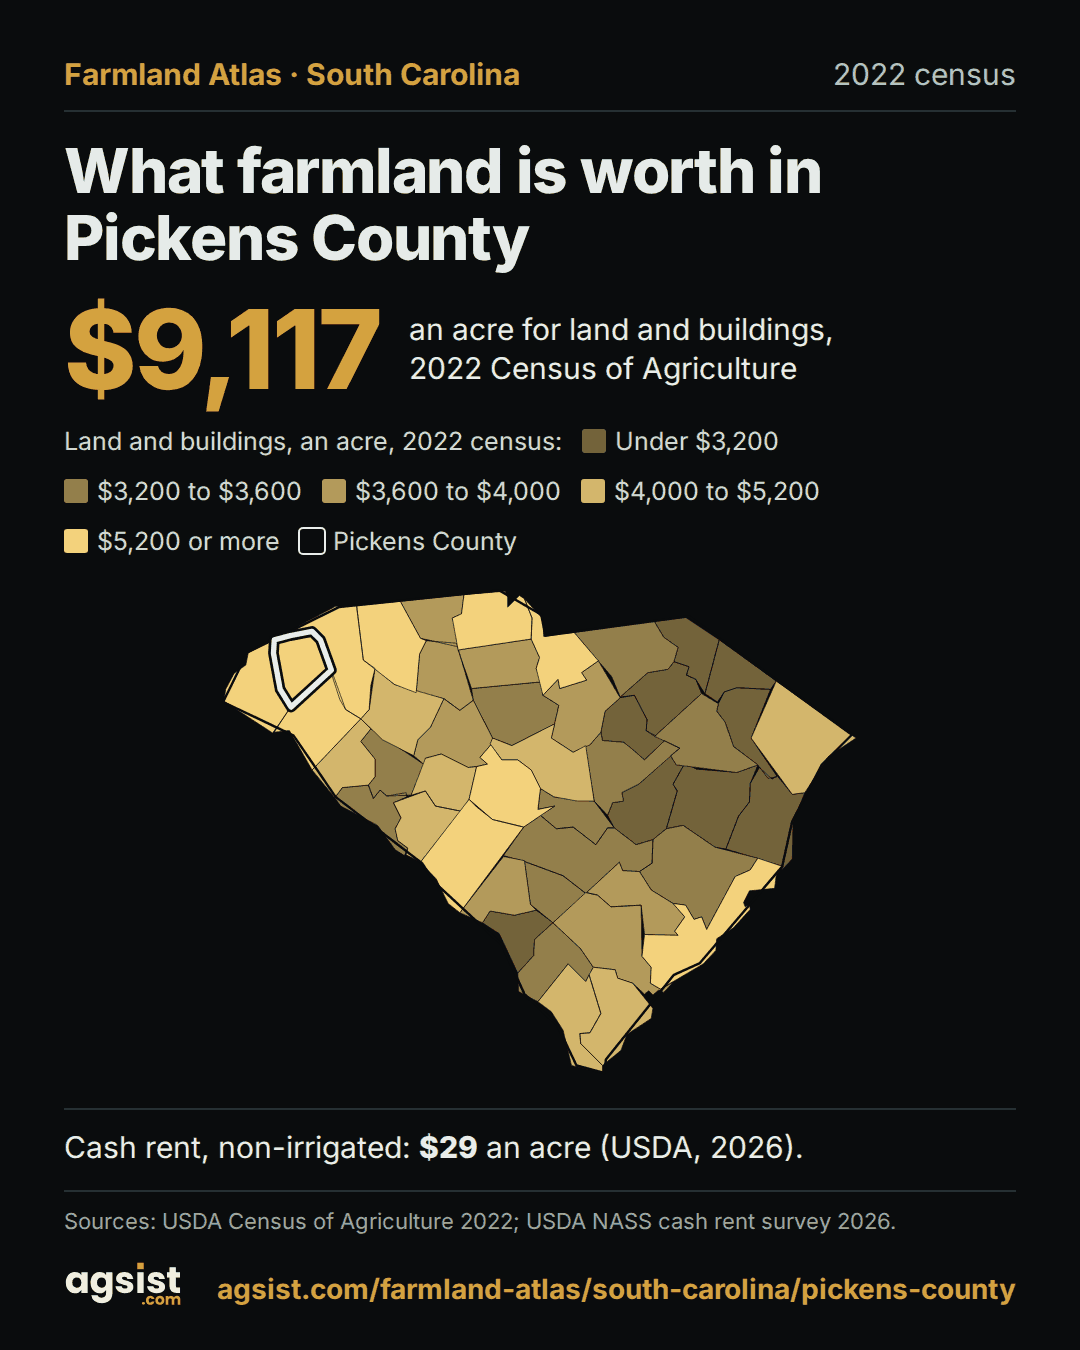 Farmland Atlas · South Carolina
2022 census
What farmland is worth in
Pickens County
$9,117
an acre for land and buildings,
2022 Census of Agriculture
Land and buildings, an acre, 2022 census: Under $3,200
$3,200 to $3,600 $3,600 to $4,000 $4,000 to $5,200
$5,200 or more Pickens County
Cash rent, non-irrigated: $29 an acre (USDA, 2026).
Sources: USDA Census of Agriculture 2022; USDA NASS cash rent survey 2026.
agsist
.com
agsist.com/farmland-atlas/south-carolina/pickens-county